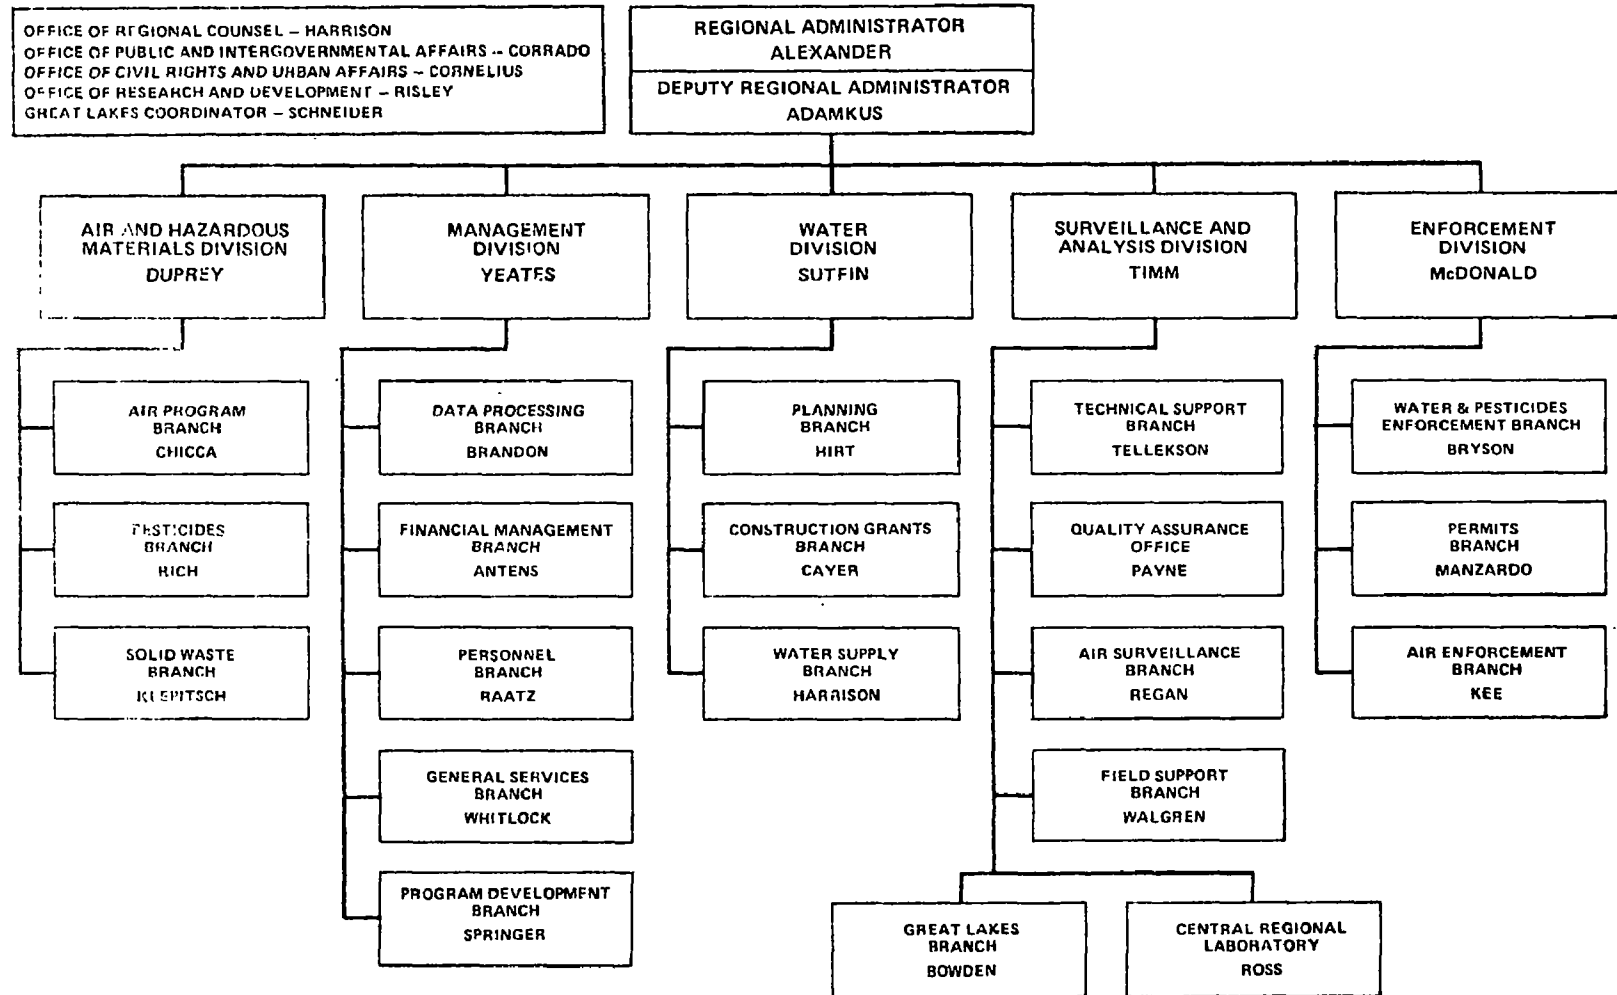 OFFICE OF REGIONAL COUNSEL – HARRISON
OFFICE OF PUBLIC AND INTERGOVERNMENTAL AFFAIRS – CORRADO
OFFICE OF CIVIL RIGHTS AND URBAN AFFAIRS – CORNELIUS
OFFICE OF RESEARCH AND DEVELOPMENT – RISLEY
GREAT LAKES COORDINATOR – SCHNEIDER
REGIONAL ADMINISTRATOR
ALEXANDER
DEPUTY REGIONAL ADMINISTRATOR
ADAMKUS
AIR AND HAZARDOUS
MATERIALS DIVISION
DUPREY
MANAGEMENT
DIVISION
YEATES
WATER
DIVISION
SUTFIN
SURVEILLANCE AND
ANALYSIS DIVISION
TIMM
ENFORCEMENT
DIVISION
McDONALD
AIR PROGRAM
BRANCH
CHICCA
PESTICIDES
BRANCH
RICH
SOLID WASTE
BRANCH
KLEPITSCH
DATA PROCESSING
BRANCH
BRANDON
FINANCIAL MANAGEMENT
BRANCH
ANTENS
PERSONNEL
BRANCH
RAATZ
GENERAL SERVICES
BRANCH
WHITLOCK
PROGRAM DEVELOPMENT
BRANCH
SPRINGER
PLANNING
BRANCH
HIRT
CONSTRUCTION GRANTS
BRANCH
CAYER
WATER SUPPLY
BRANCH
HARRISON
TECHNICAL SUPPORT
BRANCH
TELLEKSON
QUALITY ASSURANCE
OFFICE
PAYNE
AIR SURVEILLANCE
BRANCH
REGAN
FIELD SUPPORT
BRANCH
WALGREN
GREAT LAKES
BRANCH
BOWDEN
CENTRAL REGIONAL
LABORATORY
ROSS
WATER & PESTICIDES
ENFORCEMENT BRANCH
BRYSON
PERMITS
BRANCH
MANZARDO
AIR ENFORCEMENT
BRANCH
KEE